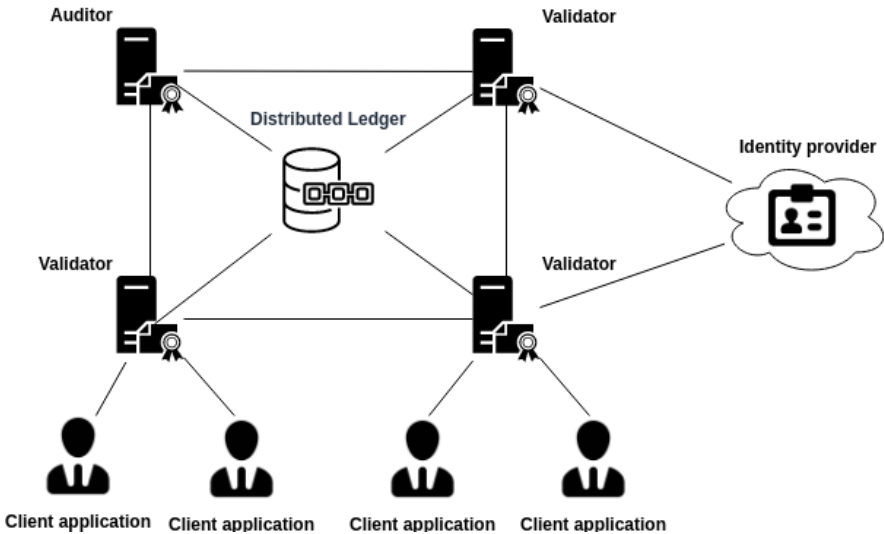 Auditor
Validator
Distributed Ledger
Identity provider
Validator
Validator
Client application
Client application
Client application
Client application